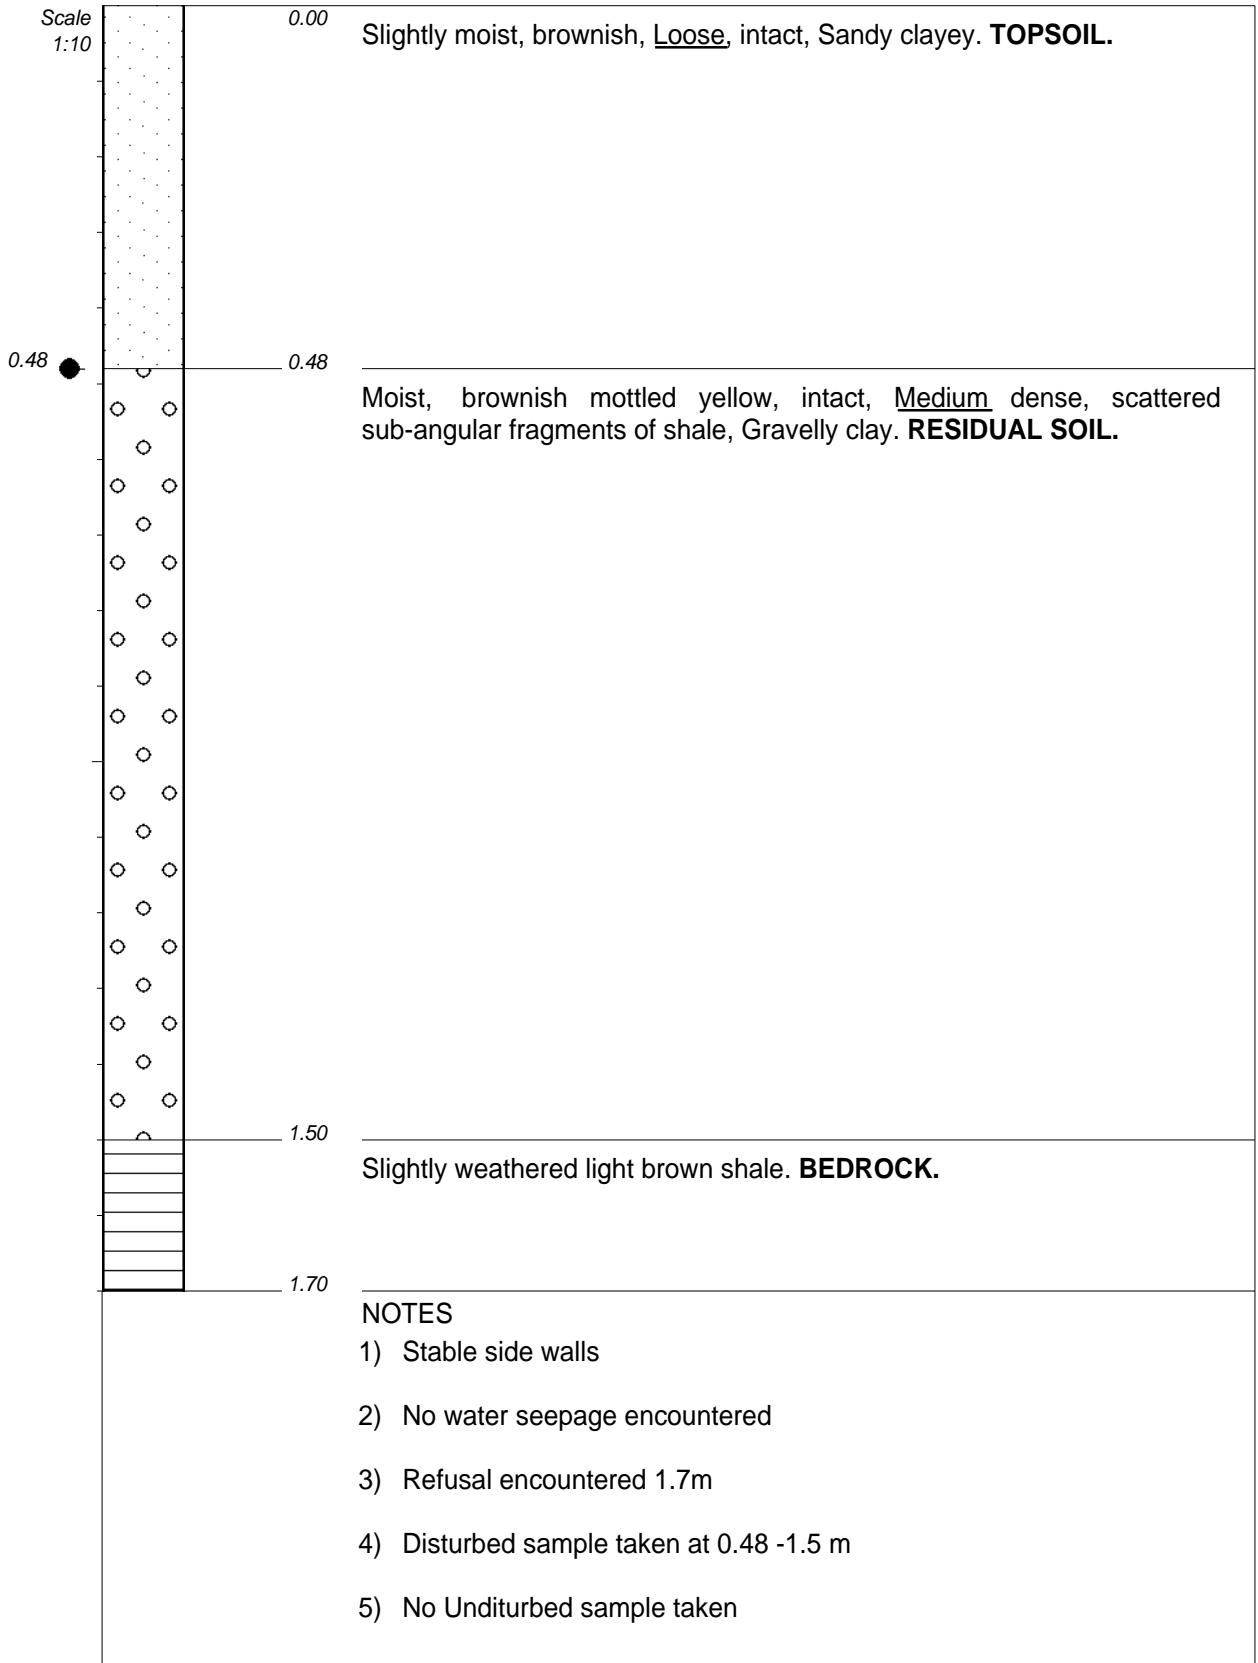 Scale
1:10
0.00
Slightly moist, brownish, Loose, intact, Sandy clayey. TOPSOIL.
0.48
0.48
Moist, brownish mottled yellow, intact, Medium dense, scattered
sub-angular fragments of shale, Gravelly clay. RESIDUAL SOIL.
1.50
Slightly weathered light brown shale. BEDROCK.
1.70
NOTES
1) Stable side walls
2) No water seepage encountered
3) Refusal encountered 1.7m
4) Disturbed sample taken at 0.48 -1.5 m
5) No Unditurbed sample taken